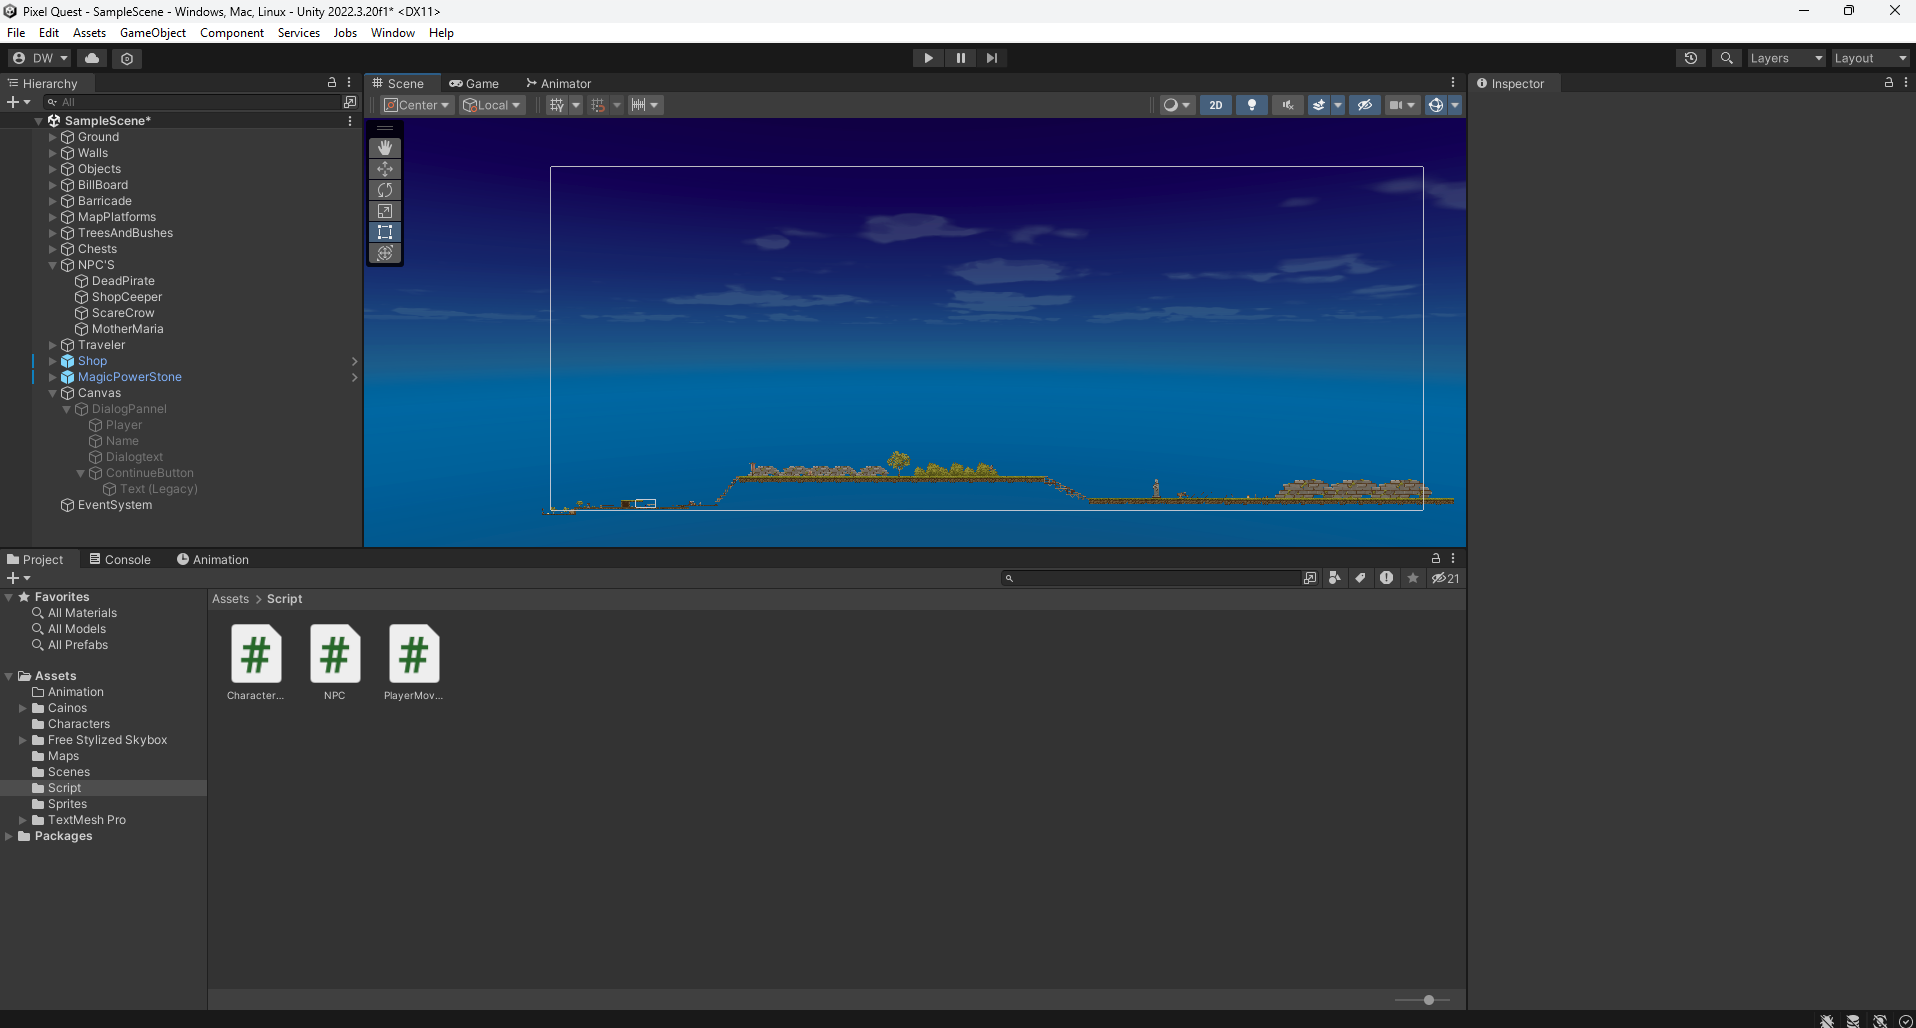 Pixel Quest - SampleScene - Windows, Mac, Linux - Unity 2022.3.20f1* <DX11>
File Edit Assets GameObject Component Services Jobs Window Help
DW
Layers
Layout
Hierarchy
All
SampleScene*
Ground
Walls
Objects
BillBoard
Barricade
MapPlatforms
TreesAndBushes
Chests
NPC'S
DeadPirate
ShopCeeper
ScareCrow
MotherMaria
Traveler
Shop
MagicPowerStone
Canvas
DialogPannel
Player
Name
Dialogtext
ContinueButton
Text (Legacy)
EventSystem
Scene Game Animator
Center Local
2D
Inspector
Project Console Animation
21
Favorites
All Materials
All Models
All Prefabs
Assets
Animation
Cainos
Characters
Free Stylized Skybox
Maps
Scenes
Script
Sprites
TextMesh Pro
Packages
Assets > Script
# # #
Character... NPC PlayerMov...